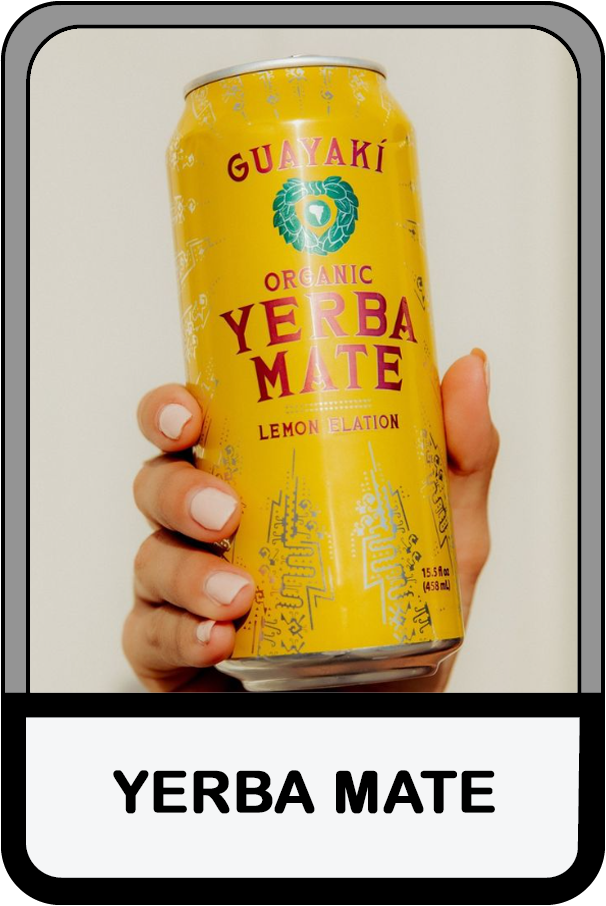 GUAYAKÍ
ORGANIC
YERBA
MATE
LEMON ELATION
15.5 fl oz
(458 mL)
YERBA MATE